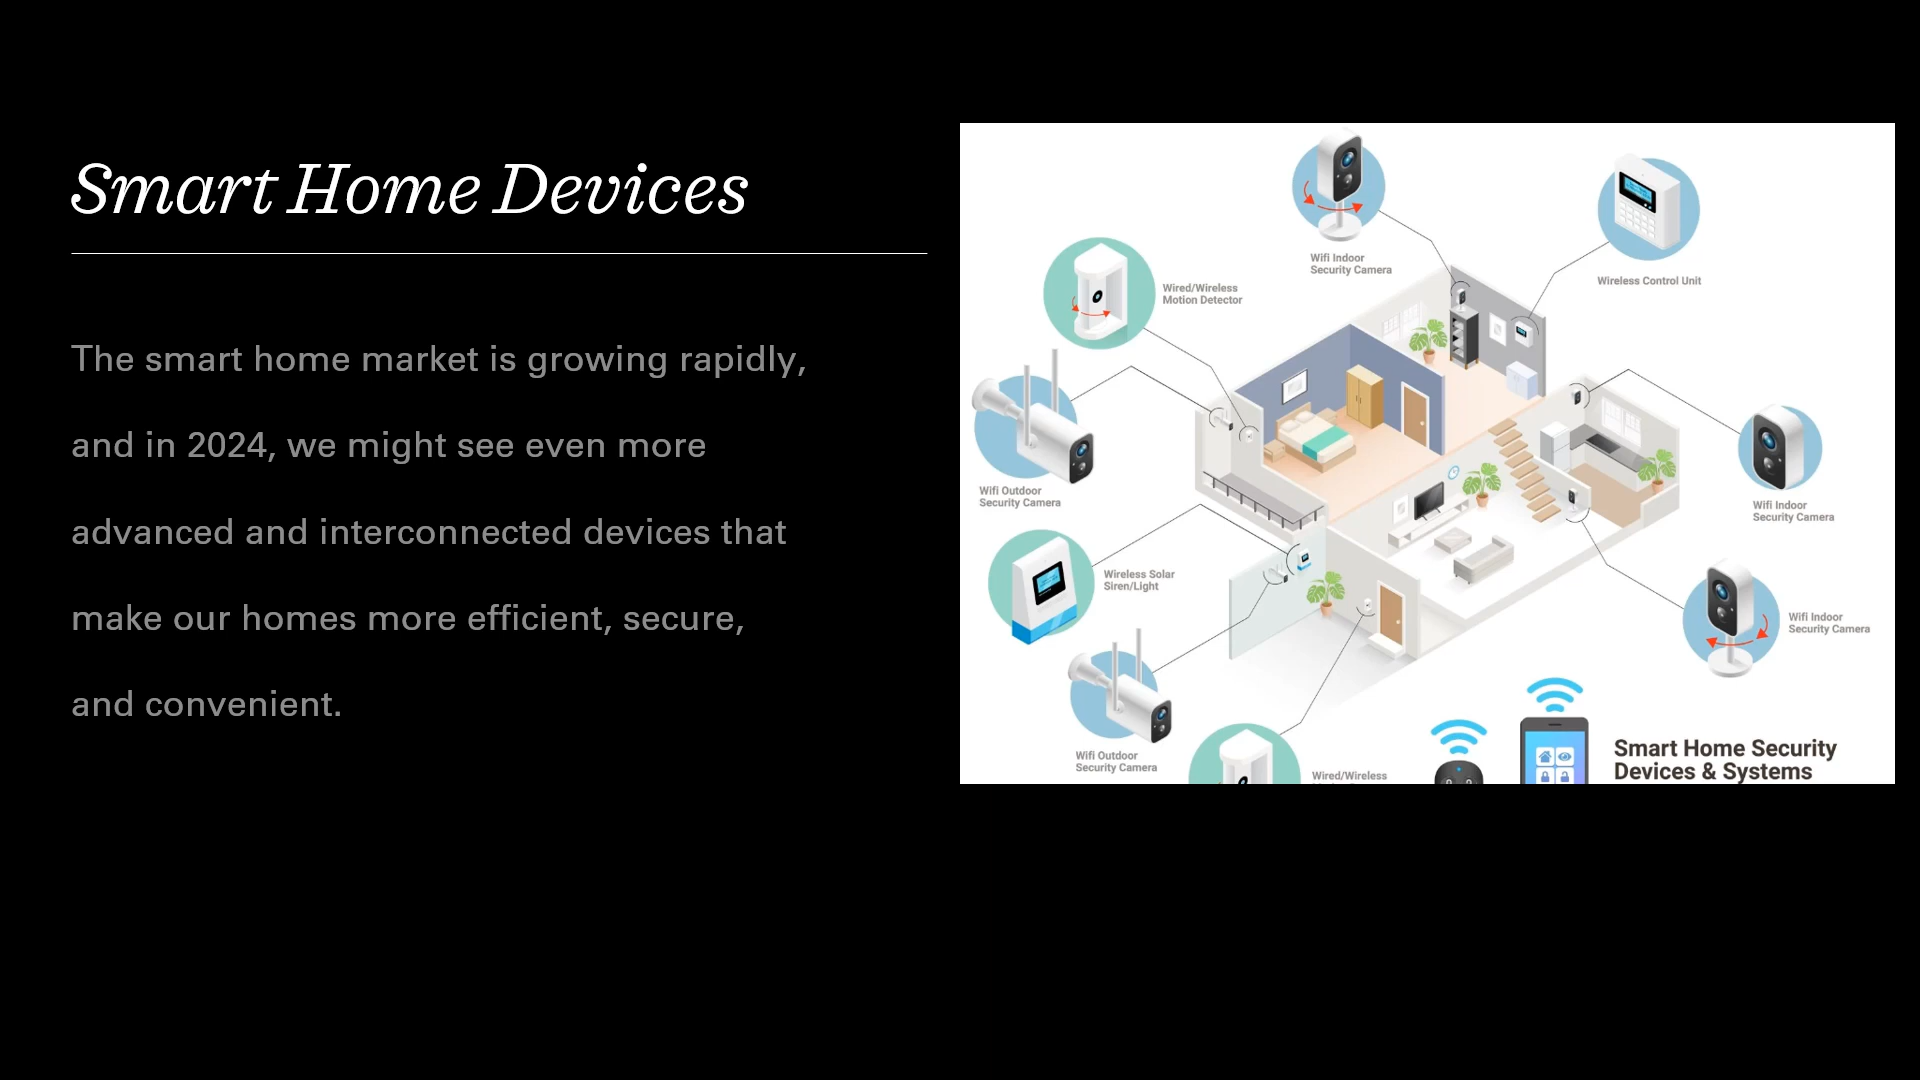 Smart Home Devices
The smart home market is growing rapidly,
and in 2024, we might see even more
advanced and interconnected devices that
make our homes more efficient, secure,
and convenient.
Wifi Indoor
Security Camera
Wireless Control Unit
Wired/Wireless
Motion Detector
Wifi Outdoor
Security Camera
Wifi Indoor
Security Camera
Wireless Solar
Siren/Light
Wifi Indoor
Security Camera
Wifi Outdoor
Security Camera
Wired/Wireless
Smart Home Security
Devices & Systems